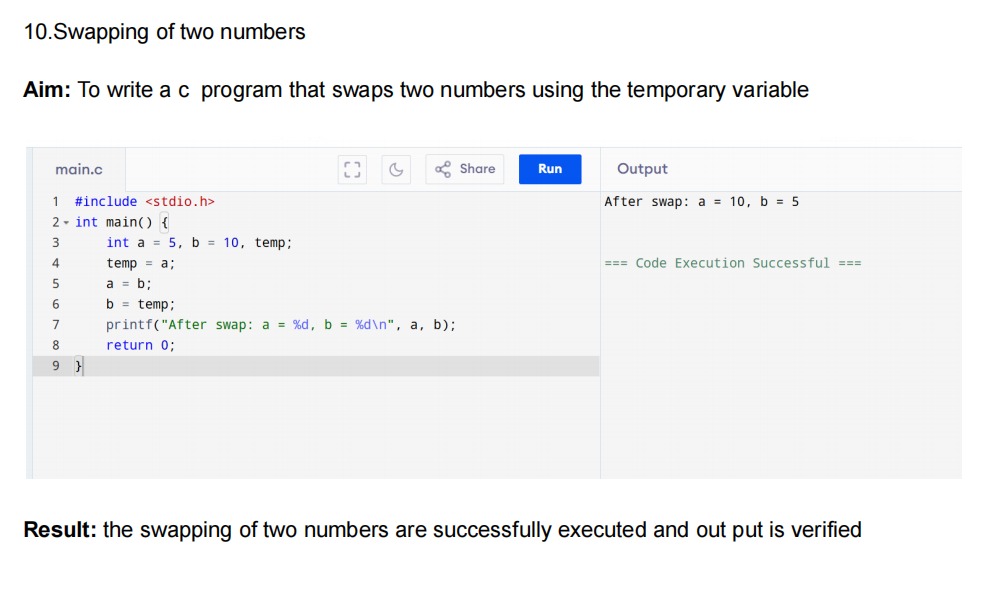 10.Swapping of two numbers
Aim: To write a c  program that swaps two numbers using the temporary variable
main.c
Share
Run
Output
1 #include <stdio.h>
2 int main() {
3     int a = 5, b = 10, temp;
4     temp = a;
5     a = b;
6     b = temp;
7     printf("After swap: a = %d, b = %d\n", a, b);
8     return 0;
9 }
After swap: a = 10, b = 5
=== Code Execution Successful ===
Result: the swapping of two numbers are successfully executed and out put is verified